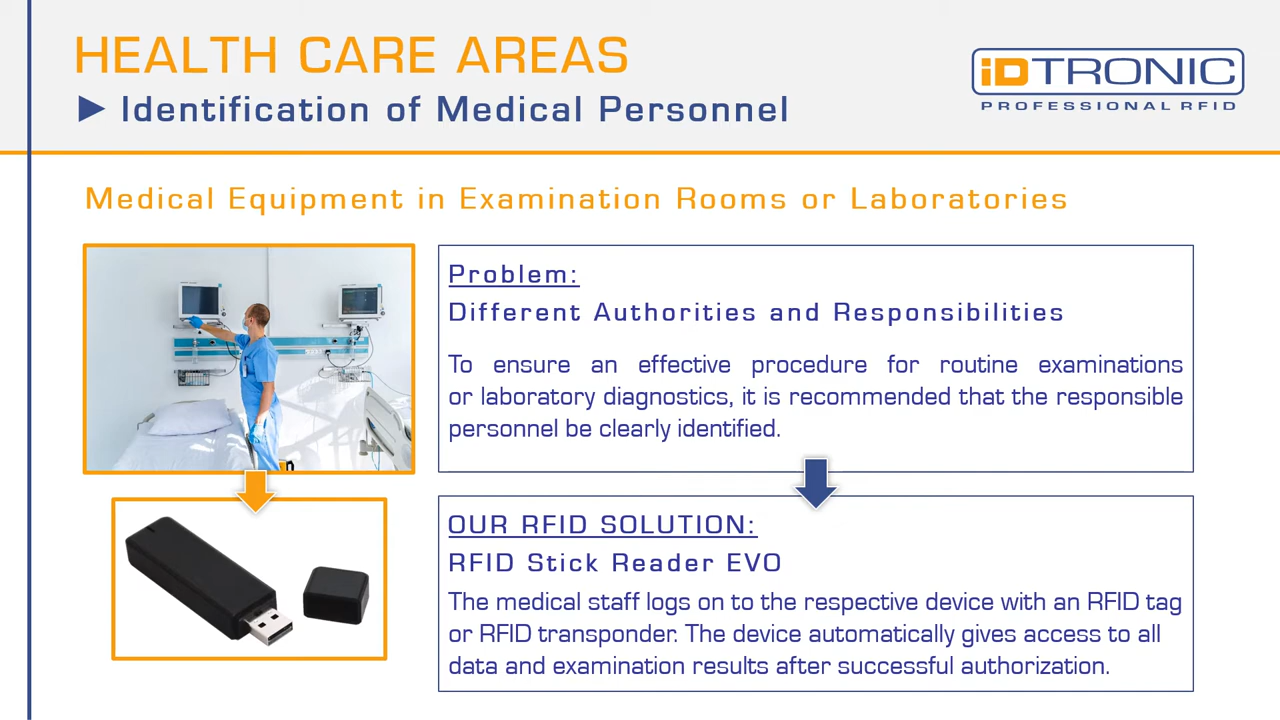 HEALTH CARE AREAS
► Identification of Medical Personnel
iDTRONIC
PROFESSIONAL RFID
Medical Equipment in Examination Rooms or Laboratories
Problem:
Different Authorities and Responsibilities
To ensure an effective procedure for routine examinations
or laboratory diagnostics, it is recommended that the responsible
personnel be clearly identified.
OUR RFID SOLUTION:
RFID Stick Reader EVO
The medical staff logs on to the respective device with an RFID tag
or RFID transponder. The device automatically gives access to all
data and examination results after successful authorization.